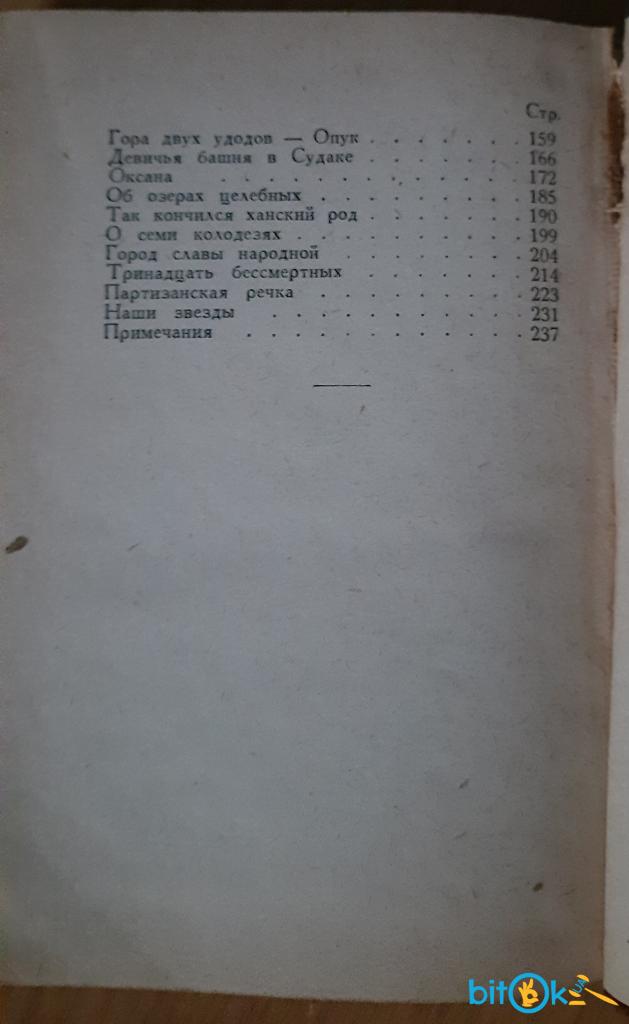 Стр.
Гора двух удодов — Опук . . . . . . . 159
Девичья башня в Судаке . . . . . . . 166
Оксана . . . . . . . . . . . . 172
Об озерах целебных . . . . . . . . . 185
Так кончился ханский род . . . . . . . 190
О семи колодезях . . . . . . . . . . 199
Город славы народной . . . . . . . . 204
Тринадцать бессмертных . . . . . . . 214
Партизанская речка . . . . . . . . . 223
Наши звезды . . . . . . . . . . . 231
Примечания . . . . . . . . . . . . 237
bitOk UA